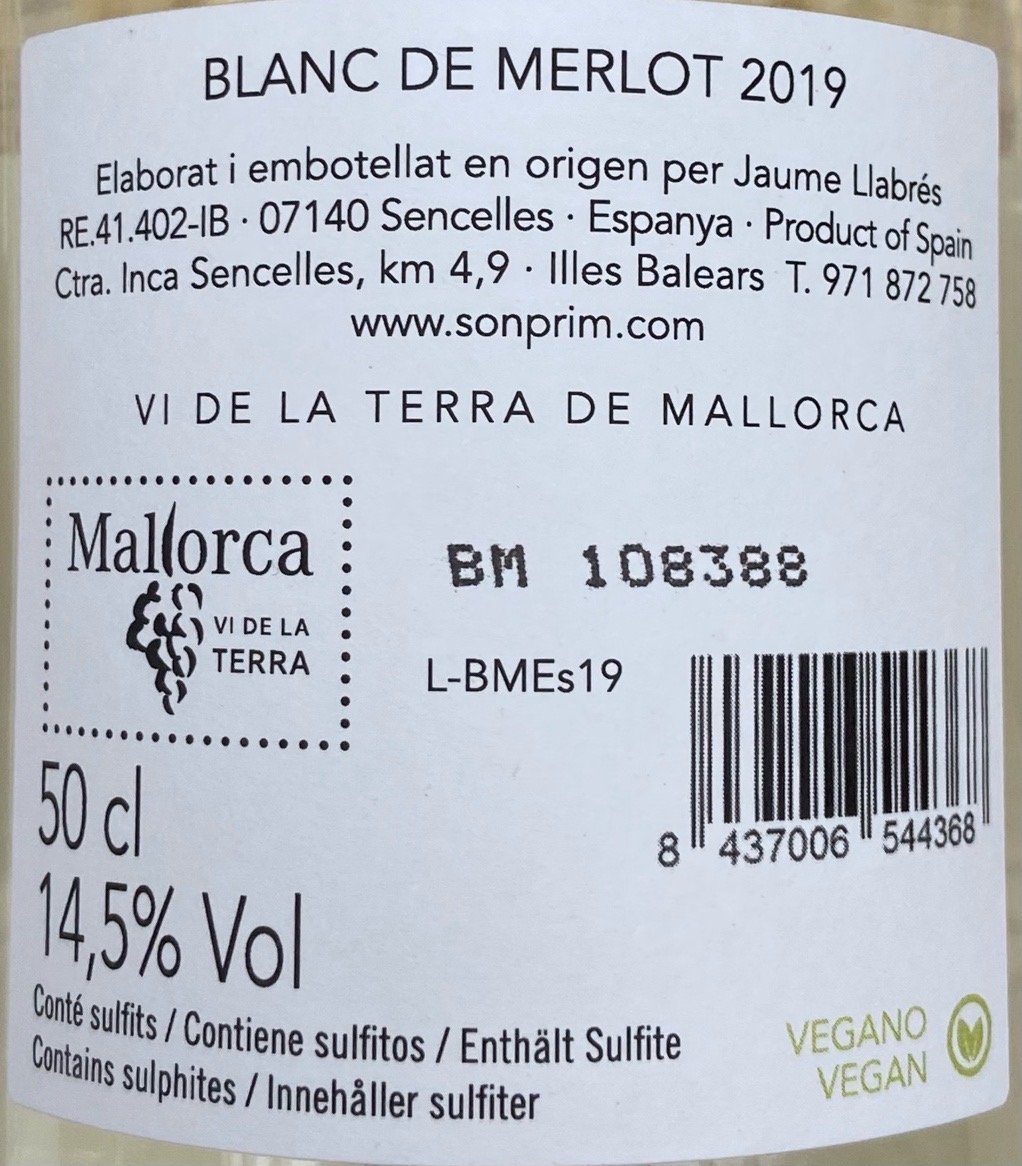 BLANC DE MERLOT 2019
Elaborat i embotellat en origen per Jaume Llabrés
RE.41.402-IB · 07140 Sencelles · Espanya · Product of Spain
Ctra. Inca Sencelles, km 4,9 · Illes Balears T. 971 872 758
www.sonprim.com
VI DE LA TERRA DE MALLORCA
Mallorca
VI DE LA
TERRA
BM 108388
L-BMEs19
8 437006 544368
50 cl
14,5% Vol
Conté sulfits / Contiene sulfitos / Enthält Sulfite
Contains sulphites / Innehåller sulfiter
VEGANO
VEGAN